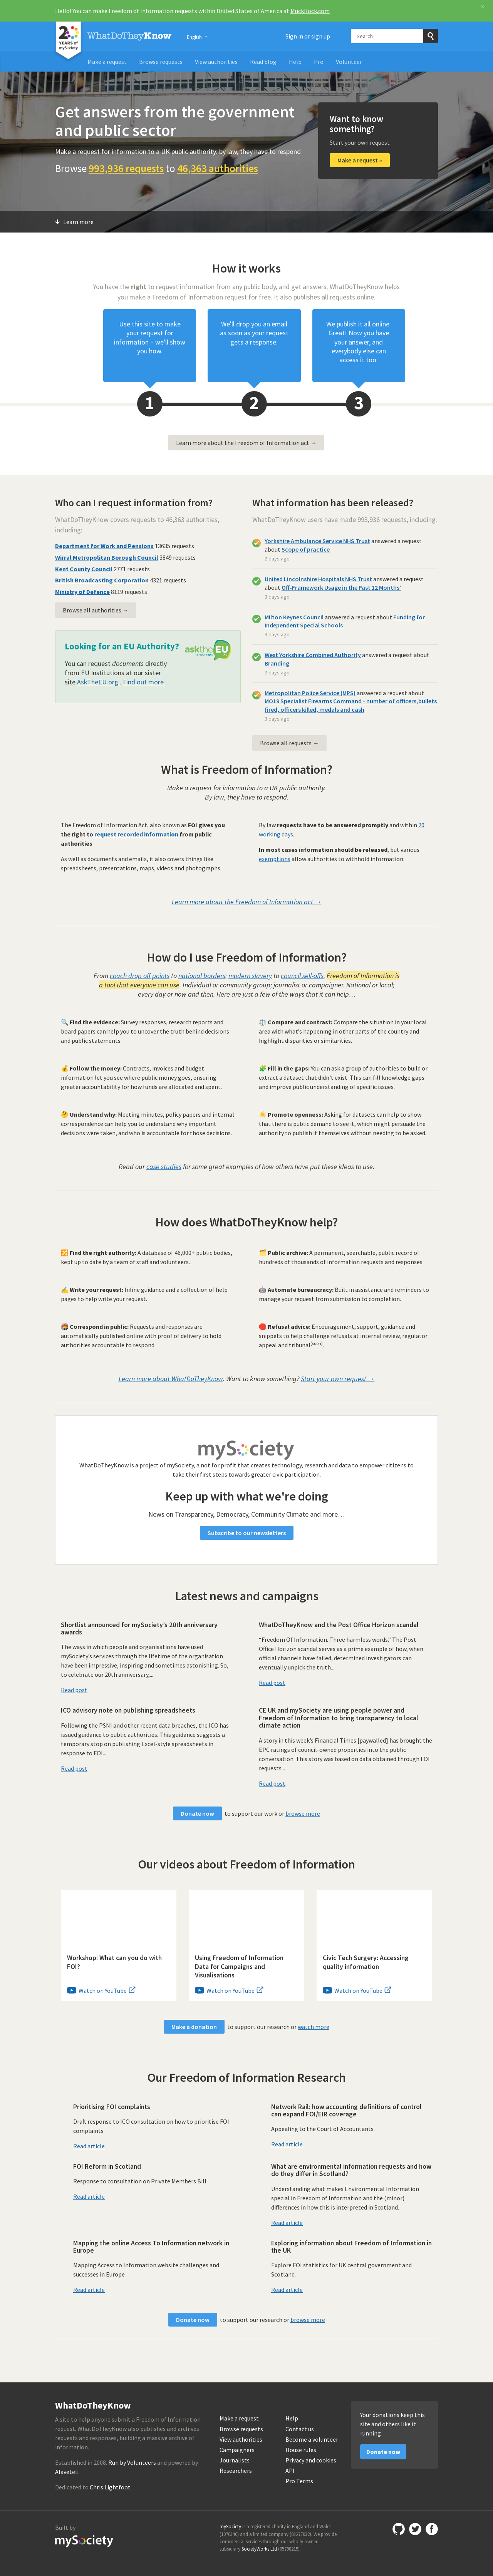 Hello! You can make Freedom of Information requests within United States of America at MuckRock.com
×
20 YEARS of mySociety
WhatDoTheyKnow
English
Sign in or sign up
Search
Make a request
Browse requests
View authorities
Read blog
Help
Pro
Volunteer
Get answers from the government
and public sector
Make a request for information to a UK public authority: by law, they have to respond
Browse 993,936 requests to 46,363 authorities
Want to know
something?
Start your own request
Make a request »
Learn more
How it works
You have the right to request information from any public body, and get answers. WhatDoTheyKnow helps
you make a Freedom of Information request for free. It also publishes all requests online.
Use this site to make
your request for
information – we'll show
you how.
We'll drop you an email
as soon as your request
gets a response.
We publish it all online.
Great! Now you have
your answer, and
everybody else can
access it too.
1
2
3
Learn more about the Freedom of Information act →
Who can I request information from?
WhatDoTheyKnow covers requests to 46,363 authorities,
including:
Department for Work and Pensions 13635 requests
Wirral Metropolitan Borough Council 3849 requests
Kent County Council 2771 requests
British Broadcasting Corporation 4321 requests
Ministry of Defence 8119 requests
Browse all authorities →
Looking for an EU Authority?
asktheEU
You can request documents directly
from EU Institutions at our sister
site AskTheEU.org . Find out more .
What information has been released?
WhatDoTheyKnow users have made 993,936 requests, including:
Yorkshire Ambulance Service NHS Trust answered a request
about Scope of practice
3 days ago
United Lincolnshire Hospitals NHS Trust answered a request
about Off-Framework Usage in the Past 12 Months'
3 days ago
Milton Keynes Council answered a request about Funding for
Independent Special Schools
3 days ago
West Yorkshire Combined Authority answered a request about
Branding
3 days ago
Metropolitan Police Service (MPS) answered a request about
MO19 Specialist Firearms Command - number of officers,bullets
fired, officers killed, medals and cash
3 days ago
Browse all requests →
What is Freedom of Information?
Make a request for information to a UK public authority.
By law, they have to respond.
The Freedom of Information Act, also known as FOI gives you
the right to request recorded information from public
authorities.
As well as documents and emails, it also covers things like
spreadsheets, presentations, maps, videos and photographs.
By law requests have to be answered promptly and within 20
working days.
In most cases information should be released, but various
exemptions allow authorities to withhold information.
Learn more about the Freedom of Information act →
How do I use Freedom of Information?
From coach drop off points to national borders; modern slavery to council sell-offs, Freedom of Information is
a tool that everyone can use. Individual or community group; journalist or campaigner. National or local;
every day or now and then. Here are just a few of the ways that it can help…
🔍 Find the evidence: Survey responses, research reports and
board papers can help you to uncover the truth behind decisions
and public statements.
⚖️ Compare and contrast: Compare the situation in your local
area with what's happening in other parts of the country and
highlight disparities or similarities.
💰 Follow the money: Contracts, invoices and budget
information let you see where public money goes, ensuring
greater accountability for how funds are allocated and spent.
🧩 Fill in the gaps: You can ask a group of authorities to build or
extract a dataset that didn't exist. This can fill knowledge gaps
and improve public understanding of specific issues.
🤔 Understand why: Meeting minutes, policy papers and internal
correspondence can help you to understand why important
decisions were taken, and who is accountable for those decisions.
☀️ Promote openness: Asking for datasets can help to show
that there is public demand to see it, which might persuade the
authority to publish it themselves without needing to be asked.
Read our case studies for some great examples of how others have put these ideas to use.
How does WhatDoTheyKnow help?
🔀 Find the right authority: A database of 46,000+ public bodies,
kept up to date by a team of staff and volunteers.
🗂️ Public archive: A permanent, searchable, public record of
hundreds of thousands of information requests and responses.
✍️ Write your request: Inline guidance and a collection of help
pages to help write your request.
🤖 Automate bureaucracy: Built in assistance and reminders to
manage your request from submission to completion.
Correspond in public: Requests and responses are
automatically published online with proof of delivery to hold
authorities accountable to respond.
🛑 Refusal advice: Encouragement, support, guidance and
snippets to help challenge refusals at internal review, regulator
appeal and tribunal(soon).
Learn more about WhatDoTheyKnow. Want to know something? Start your own request →
mySociety
WhatDoTheyKnow is a project of mySociety, a not for profit that creates technology, research and data to empower citizens to
take their first steps towards greater civic participation.
Keep up with what we're doing
News on Transparency, Democracy, Community Climate and more…
Subscribe to our newsletters
Latest news and campaigns
Shortlist announced for mySociety's 20th anniversary
awards
The ways in which people and organisations have used
mySociety's services through the lifetime of the organisation
have been impressive, inspiring and sometimes astonishing. So,
to celebrate our 20th anniversary,...
Read post
WhatDoTheyKnow and the Post Office Horizon scandal
“Freedom Of Information. Three harmless words.” The Post
Office Horizon scandal serves as a prime example of how, when
official channels have failed, determined investigators can
eventually unpick the truth...
Read post
ICO advisory note on publishing spreadsheets
Following the PSNI and other recent data breaches, the ICO has
issued guidance to public authorities. This guidance suggests a
temporary stop on publishing Excel-style spreadsheets in
response to FOI...
Read post
CE UK and mySociety are using people power and
Freedom of Information to bring transparency to local
climate action
A story in this week's Financial Times [paywalled] has brought the
EPC ratings of council-owned properties into the public
conversation. This story was based on data obtained through FOI
requests...
Read post
Donate now to support our work or browse more
Our videos about Freedom of Information
Workshop: What can you do with
FOI?
Watch on YouTube
Using Freedom of Information
Data for Campaigns and
Visualisations
Watch on YouTube
Civic Tech Surgery: Accessing
quality information
Watch on YouTube
Make a donation to support our research or watch more
Our Freedom of Information Research
Prioritising FOI complaints
Draft response to ICO consultation on how to prioritise FOI
complaints
Read article
Network Rail: how accounting definitions of control
can expand FOI/EIR coverage
Appealing to the Court of Accountants.
Read article
FOI Reform in Scotland
Response to consultation on Private Members Bill
Read article
What are environmental information requests and how
do they differ in Scotland?
Understanding what makes Environmental Information
special in Freedom of Information and the (minor)
differences in how this is interpreted in Scotland.
Read article
Mapping the online Access To Information network in
Europe
Mapping Access to Information website challenges and
successes in Europe
Read article
Exploring information about Freedom of Information in
the UK
Explore FOI statistics for UK central government and
Scotland.
Read article
Donate now to support our research or browse more
WhatDoTheyKnow
A site to help anyone submit a Freedom of Information
request. WhatDoTheyKnow also publishes and archives
requests and responses, building a massive archive of
information.
Established in 2008. Run by Volunteers and powered by
Alaveteli.
Dedicated to Chris Lightfoot.
Make a request
Browse requests
View authorities
Campaigners
Journalists
Researchers
Help
Contact us
Become a volunteer
House rules
Privacy and cookies
API
Pro Terms
Your donations keep this
site and others like it
running
Donate now
Built by
mySociety
mySociety is a registered charity in England and Wales
(1076346) and a limited company (03277032). We provide
commercial services through our wholly owned
subsidiary SocietyWorks Ltd (05798215).